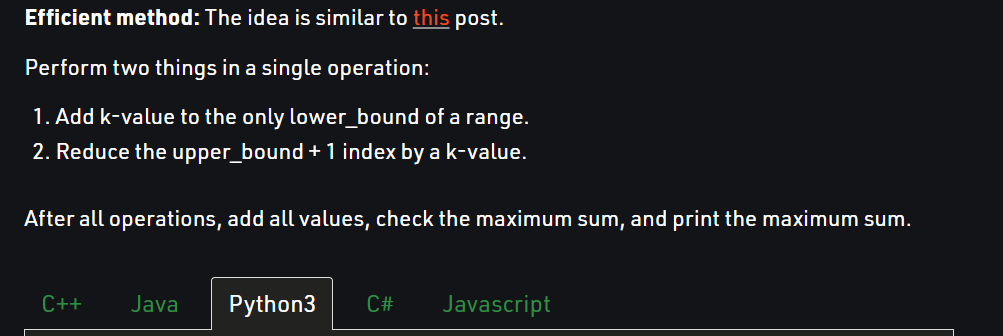 Efficient method: The idea is similar to this post.
Perform two things in a single operation:
1. Add k-value to the only lower_bound of a range.
2. Reduce the upper_bound + 1 index by a k-value.
After all operations, add all values, check the maximum sum, and print the maximum sum.
C++ Java Python3 C# Javascript